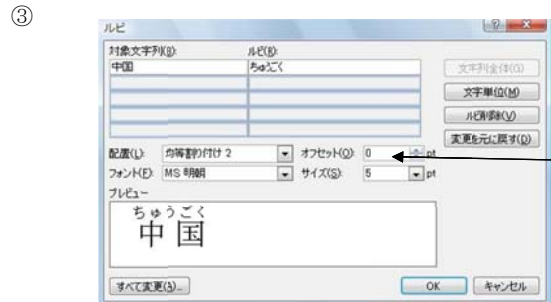 ③
ルビ
対象文字列(B): ルビ(R):
中国 ちゅうごく
文字列全体(G)
文字単位(M)
ルビ削除(V)
変更を元に戻す(D)
配置(L): 均等割り付け 2 オフセット(O): 0 pt
フォント(F): MS 明朝 サイズ(S): 5 pt
プレビュー
ちゅうごく
中国
すべて変更(A)... OK キャンセル